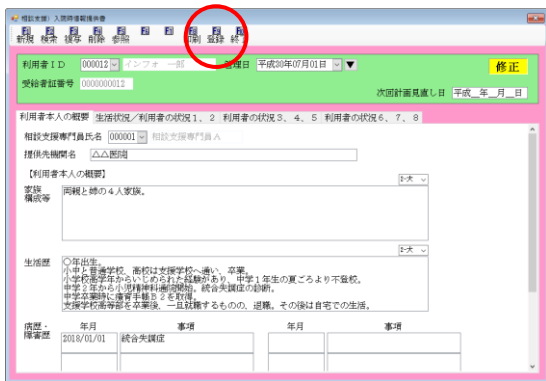 相談支援）入院時情報提供書
新規 検索 複写 削除 参照 印刷 登録 終了
利用者ＩＤ 000012 インフォ 一郎 管理日 平成30年07月01日 ▼ 修正
受給者証番号 0000000012
次回計画見直し日 平成__年__月__日
利用者本人の概要 生活状況／利用者の状況１、２ 利用者の状況３、４、５ 利用者の状況６、７、８
相談支援専門員氏名 000001 相談支援専門員Ａ
提供先機関名 △△医院
【利用者本人の概要】
I-大
家族構成等 両親と姉の４人家族。
I-大
生活歴 〇年出生。
小中と普通学校、高校は支援学校へ通い、卒業。
小学校高学年からいじめられた経験があり、中学１年生の夏ごろより不登校。
中学２年から小児精神科通院開始。統合失調症の診断。
中学卒業時に療育手帳Ｂ２を取得。
支援学校高等部を卒業後、一旦就職するものの、退職。その後は自宅での生活。
病歴・障害歴 年月 事項 年月 事項
2018/01/01 統合失調症